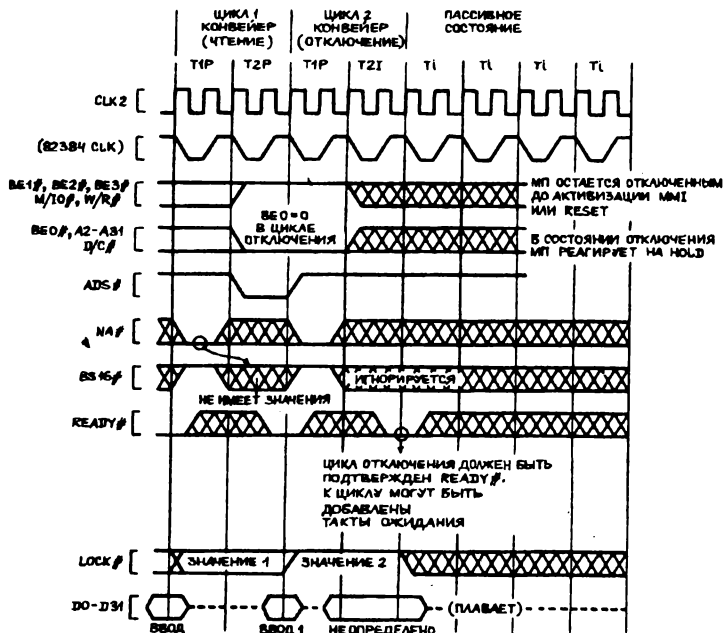 ЦИКЛ 1
КОНВЕЙЕР
(ЧТЕНИЕ)
ЦИКЛ 2
КОНВЕЙЕР
(ОТКЛЮЧЕНИЕ)
ПАССИВНОЕ
СОСТОЯНИЕ
T1P T2P T1P T2I Ti Ti Ti Ti
CLK2
(82384 CLK)
BE1#, BE2#, BE3#
M/IO#, W/R#
МП ОСТАЕТСЯ ОТКЛЮЧЕННЫМ
ДО АКТИВИЗАЦИИ MMI
ИЛИ RESET
BE0=0
В ЦИКЛЕ
ОТКЛЮЧЕНИЯ
BE0#, A2-A31
D/C#
В СОСТОЯНИИ ОТКЛЮЧЕНИЯ
МП РЕАГИРУЕТ НА HOLD
ADS#
NA#
BS16#
ИГНОРИРУЕТСЯ
НЕ ИМЕЕТ ЗНАЧЕНИЯ
READY#
ЦИКЛ ОТКЛЮЧЕНИЯ ДОЛЖЕН БЫТЬ
ПОДТВЕРЖДЕН READY#.
К ЦИКЛУ МОГУТ БЫТЬ
ДОБАВЛЕНЫ
ТАКТЫ ОЖИДАНИЯ
LOCK#
ЗНАЧЕНИЕ 1 ЗНАЧЕНИЕ 2
D0-D31
(ПЛАВАЕТ)
ВВОД ВВОД 1 НЕОПРЕДЕЛЕНО